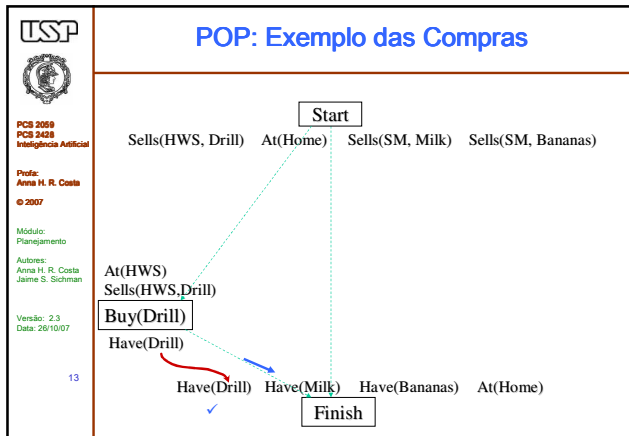 USP
POP: Exemplo das Compras
PCS 2059
PCS 2428
Inteligência Artificial
Profa:
Anna H. R. Costa
© 2007
Módulo:
Planejamento
Autores:
Anna H. R. Costa
Jaime S. Sichman
Versão: 2.3
Data: 26/10/07
13
Start
Sells(HWS, Drill) At(Home) Sells(SM, Milk) Sells(SM, Bananas)
At(HWS)
Sells(HWS,Drill)
Buy(Drill)
Have(Drill)
Have(Drill) Have(Milk) Have(Bananas) At(Home)
✓
Finish